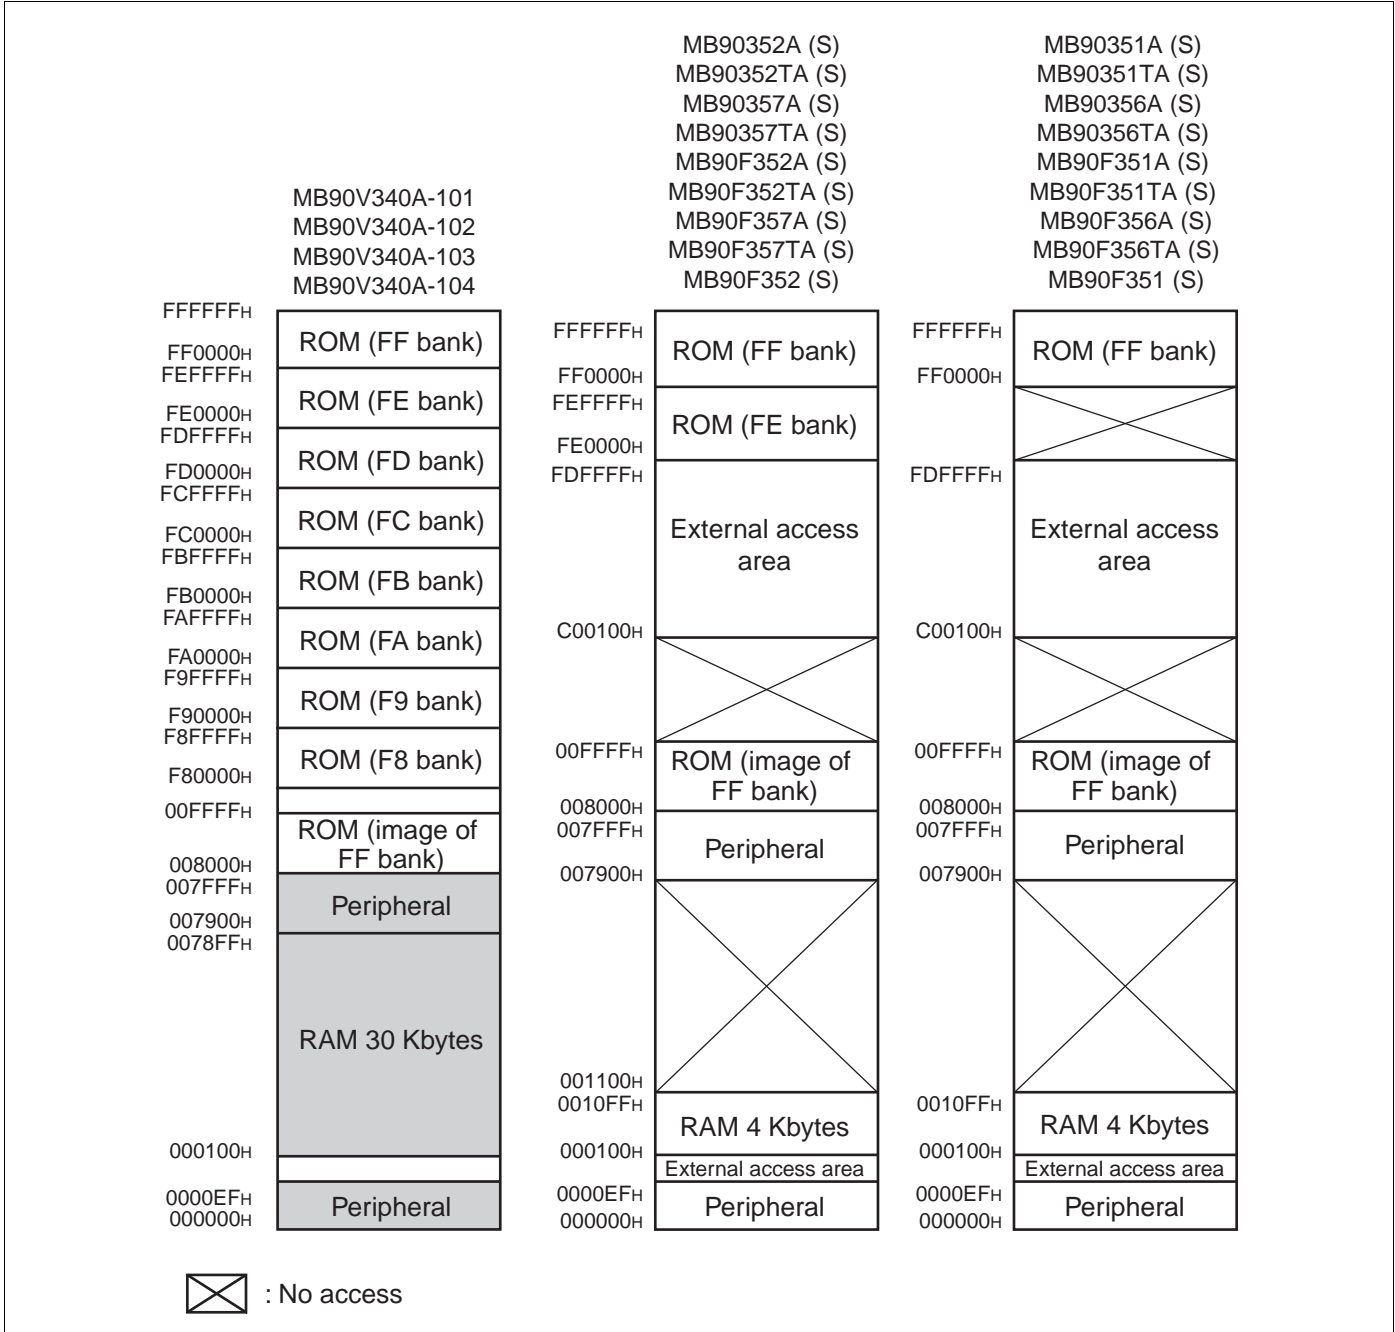 MB90V340A-101
MB90V340A-102
MB90V340A-103
MB90V340A-104
FFFFFFH
FF0000H
FEFFFFH
FE0000H
FDFFFFH
FD0000H
FCFFFFH
FC0000H
FBFFFFH
FB0000H
FAFFFFH
FA0000H
F9FFFFH
F90000H
F8FFFFH
F80000H
00FFFFH
008000H
007FFFH
007900H
0078FFH
000100H
0000EFH
000000H
ROM (FF bank)
ROM (FE bank)
ROM (FD bank)
ROM (FC bank)
ROM (FB bank)
ROM (FA bank)
ROM (F9 bank)
ROM (F8 bank)
ROM (image of
FF bank)
Peripheral
RAM 30 Kbytes
Peripheral
MB90352A (S)
MB90352TA (S)
MB90357A (S)
MB90357TA (S)
MB90F352A (S)
MB90F352TA (S)
MB90F357A (S)
MB90F357TA (S)
MB90F352 (S)
FFFFFFH
FF0000H
FEFFFFH
FE0000H
FDFFFFH
C00100H
00FFFFH
008000H
007FFFH
007900H
001100H
0010FFH
000100H
0000EFH
000000H
ROM (FF bank)
ROM (FE bank)
External access
area
ROM (image of
FF bank)
Peripheral
RAM 4 Kbytes
External access area
Peripheral
MB90351A (S)
MB90351TA (S)
MB90356A (S)
MB90356TA (S)
MB90F351A (S)
MB90F351TA (S)
MB90F356A (S)
MB90F356TA (S)
MB90F351 (S)
FFFFFFH
FF0000H
FDFFFFH
C00100H
00FFFFH
008000H
007FFFH
007900H
0010FFH
000100H
0000EFH
000000H
ROM (FF bank)
External access
area
ROM (image of
FF bank)
Peripheral
RAM 4 Kbytes
External access area
Peripheral
: No access